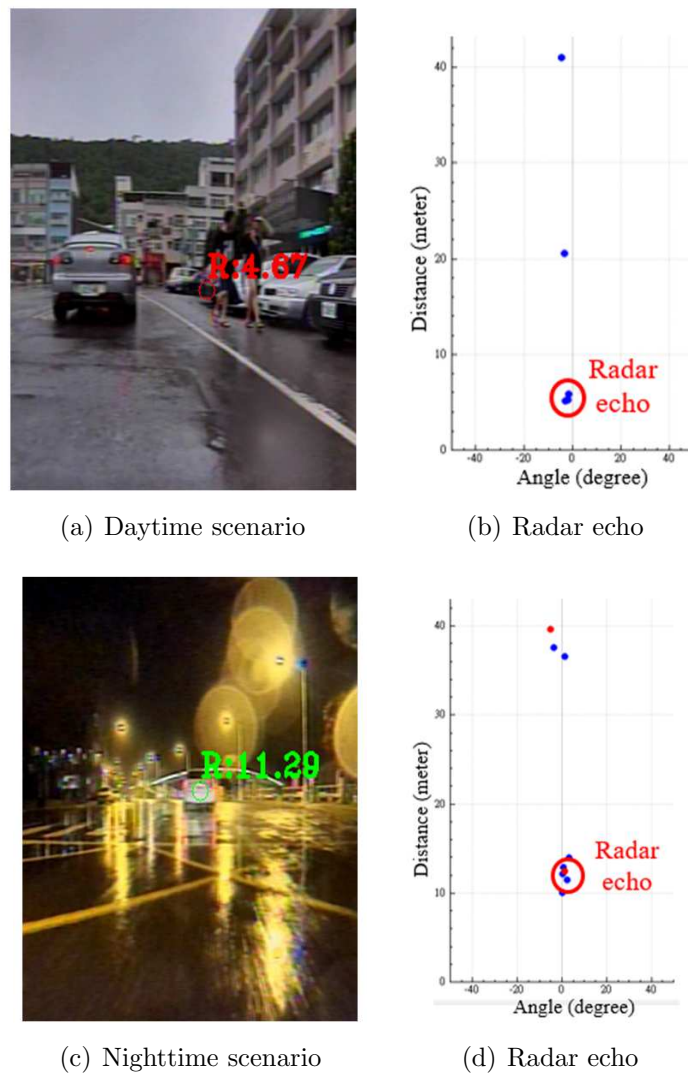 R:4.67
40
30
20
10
0
-40
-20
0
20
40
Distance (meter)
Angle (degree)
Radar
echo
(a) Daytime scenario
(b) Radar echo
R:11.29
40
30
20
10
0
-40
-20
0
20
40
Distance (meter)
Angle (degree)
Radar
echo
(c) Nighttime scenario
(d) Radar echo